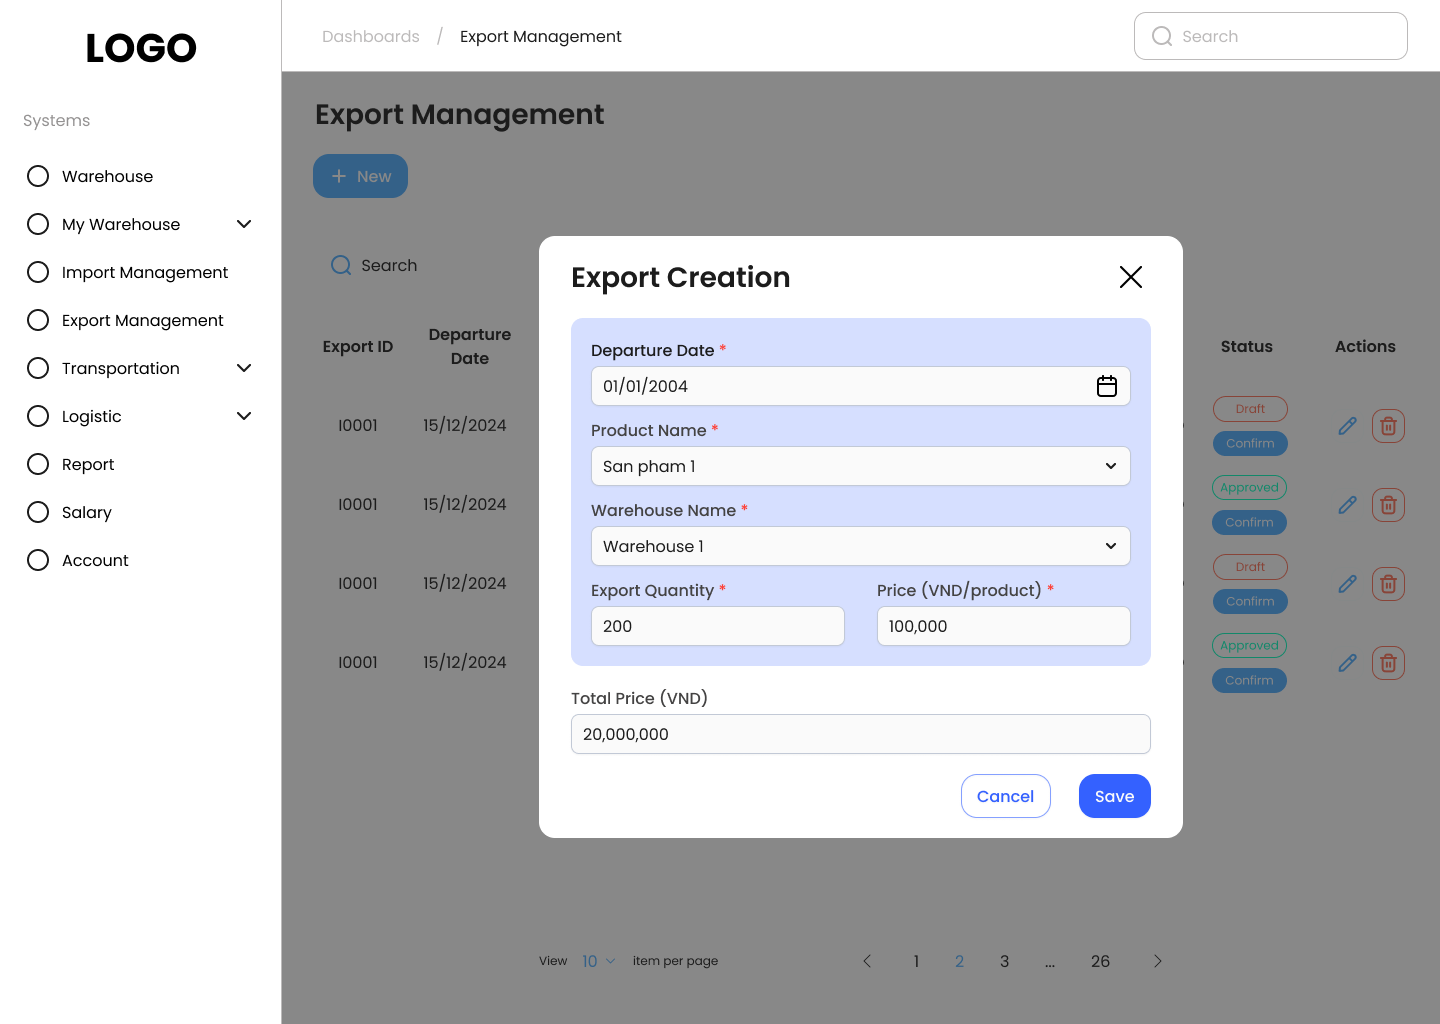 LOGO
Systems
Warehouse
My Warehouse
Import Management
Export Management
Transportation
Logistic
Report
Salary
Account
Dashboards / Export Management
Search
Export Management
+ New
Search
Export ID
Departure
Date
Status
Actions
I0001 15/12/2024 Draft
Confirm
I0001 15/12/2024 Approved
Confirm
I0001 15/12/2024 Draft
Confirm
I0001 15/12/2024 Approved
Confirm
Export Creation
Departure Date *
01/01/2004
Product Name *
San pham 1
Warehouse Name *
Warehouse 1
Export Quantity *
200
Price (VND/product) *
100,000
Total Price (VND)
20,000,000
Cancel
Save
View 10 item per page
1 2 3 ... 26